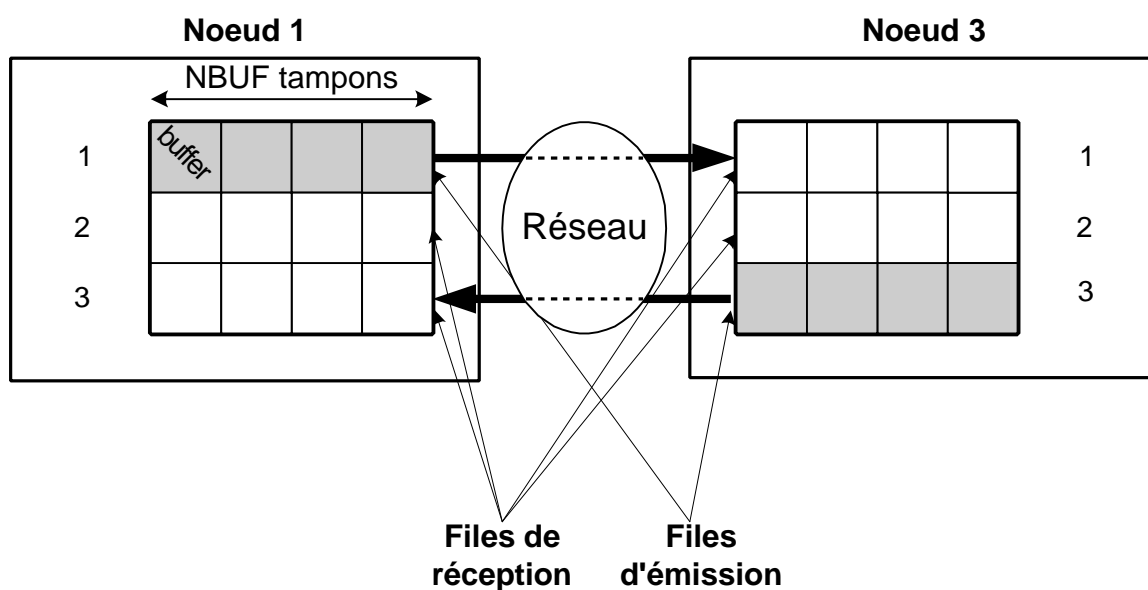 Noeud 1
Noeud 3
NBUF tampons
buffer
1
2
3
Réseau
1
2
3
Files de
réception
Files
d'émission